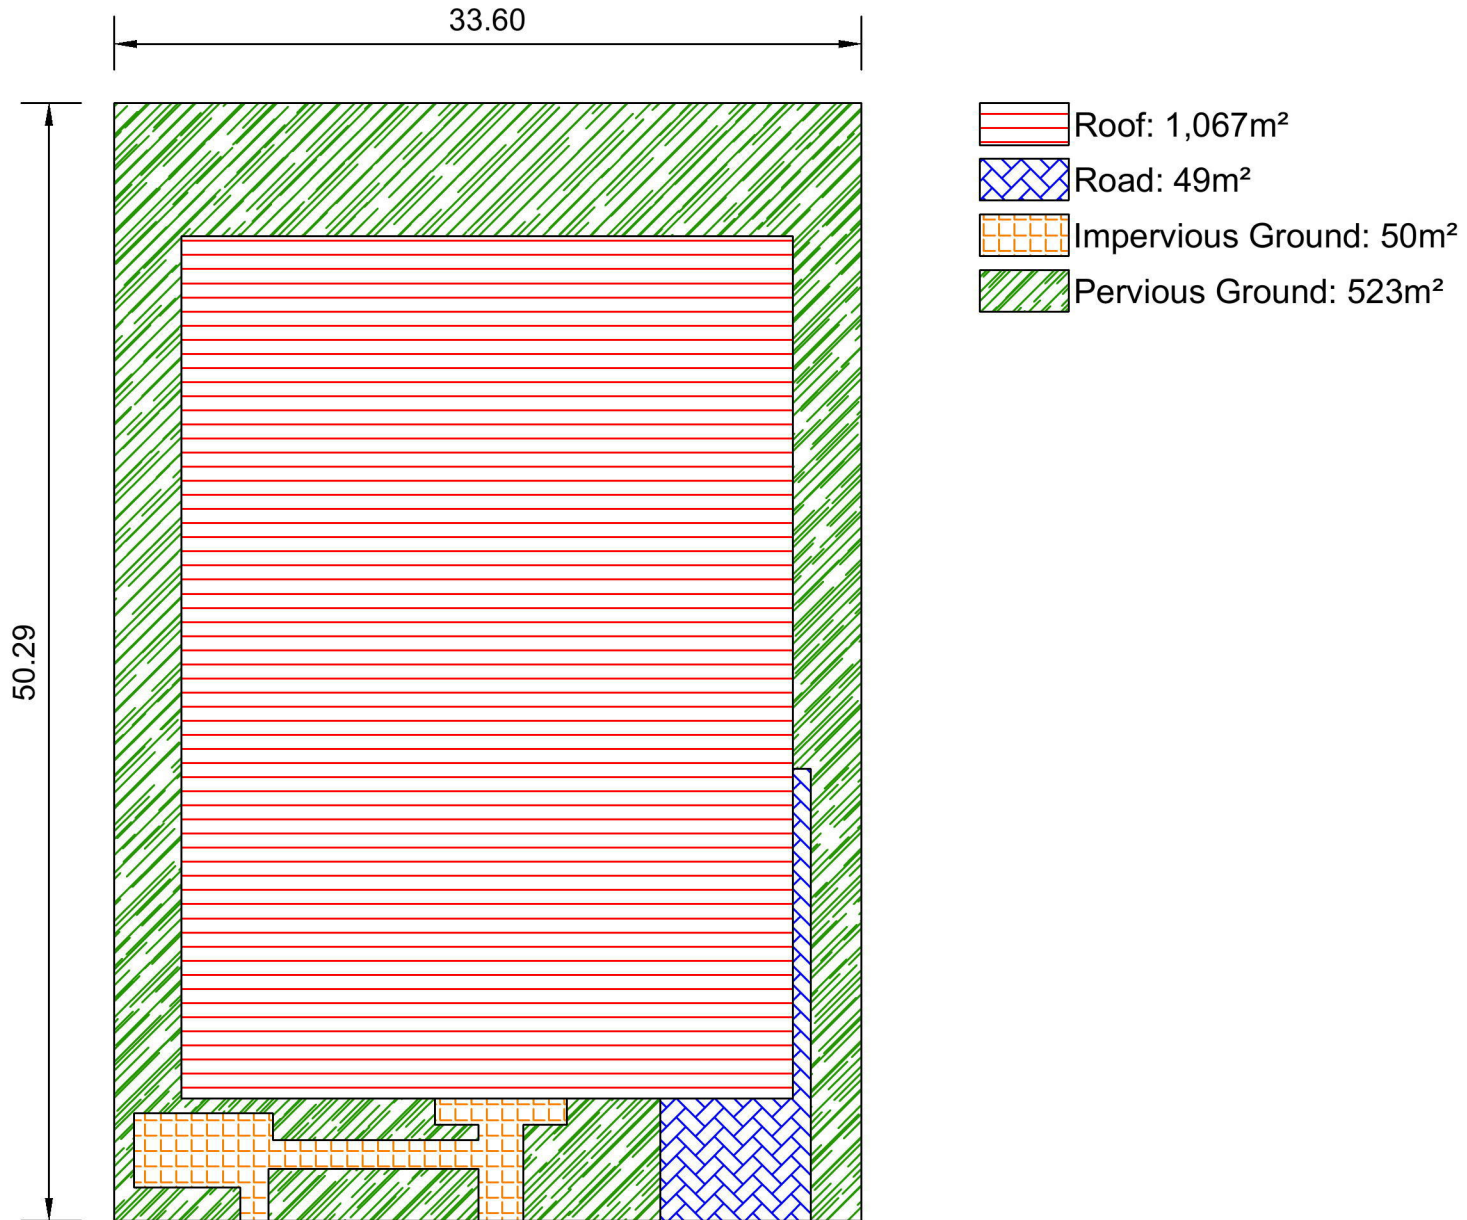 33.60
Roof: 1,067m²
Road: 49m²
Impervious Ground: 50m²
Pervious Ground: 523m²
50.29